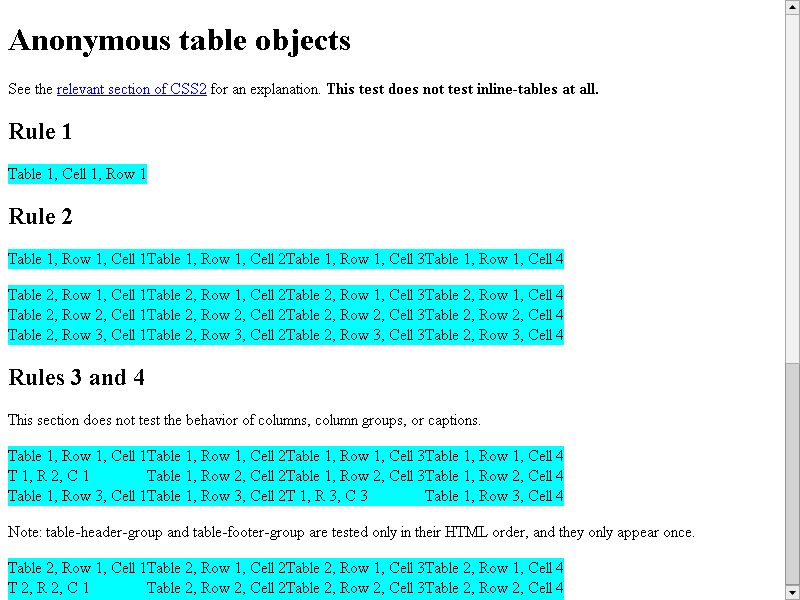 Anonymous table objects
See the relevant section of CSS2 for an explanation. This test does not test inline-tables at all.
Rule 1
Table 1, Cell 1, Row 1
Rule 2
Table 1, Row 1, Cell 1Table 1, Row 1, Cell 2Table 1, Row 1, Cell 3Table 1, Row 1, Cell 4
Table 2, Row 1, Cell 1Table 2, Row 1, Cell 2Table 2, Row 1, Cell 3Table 2, Row 1, Cell 4
Table 2, Row 2, Cell 1Table 2, Row 2, Cell 2Table 2, Row 2, Cell 3Table 2, Row 2, Cell 4
Table 2, Row 3, Cell 1Table 2, Row 3, Cell 2Table 2, Row 3, Cell 3Table 2, Row 3, Cell 4
Rules 3 and 4
This section does not test the behavior of columns, column groups, or captions.
Table 1, Row 1, Cell 1Table 1, Row 1, Cell 2Table 1, Row 1, Cell 3Table 1, Row 1, Cell 4
T 1, R 2, C 1 Table 1, Row 2, Cell 2Table 1, Row 2, Cell 3Table 1, Row 2, Cell 4
Table 1, Row 3, Cell 1Table 1, Row 3, Cell 2T 1, R 3, C 3 Table 1, Row 3, Cell 4
Note: table-header-group and table-footer-group are tested only in their HTML order, and they only appear once.
Table 2, Row 1, Cell 1Table 2, Row 1, Cell 2Table 2, Row 1, Cell 3Table 2, Row 1, Cell 4
T 2, R 2, C 1 Table 2, Row 2, Cell 2Table 2, Row 2, Cell 3Table 2, Row 2, Cell 4